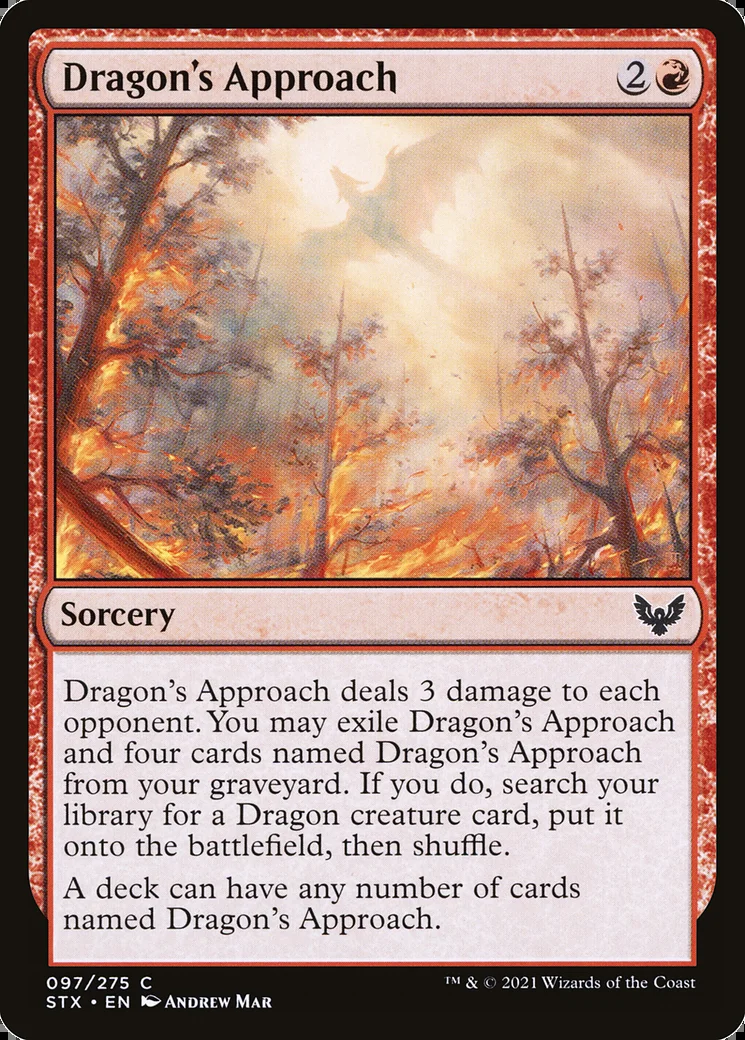 Dragon's Approach 2
Sorcery
Dragon's Approach deals 3 damage to each
opponent. You may exile Dragon's Approach
and four cards named Dragon's Approach
from your graveyard. If you do, search your
library for a Dragon creature card, put it
onto the battlefield, then shuffle.
A deck can have any number of cards
named Dragon's Approach.
097/275 C
STX • EN Andrew Mar
™ & © 2021 Wizards of the Coast